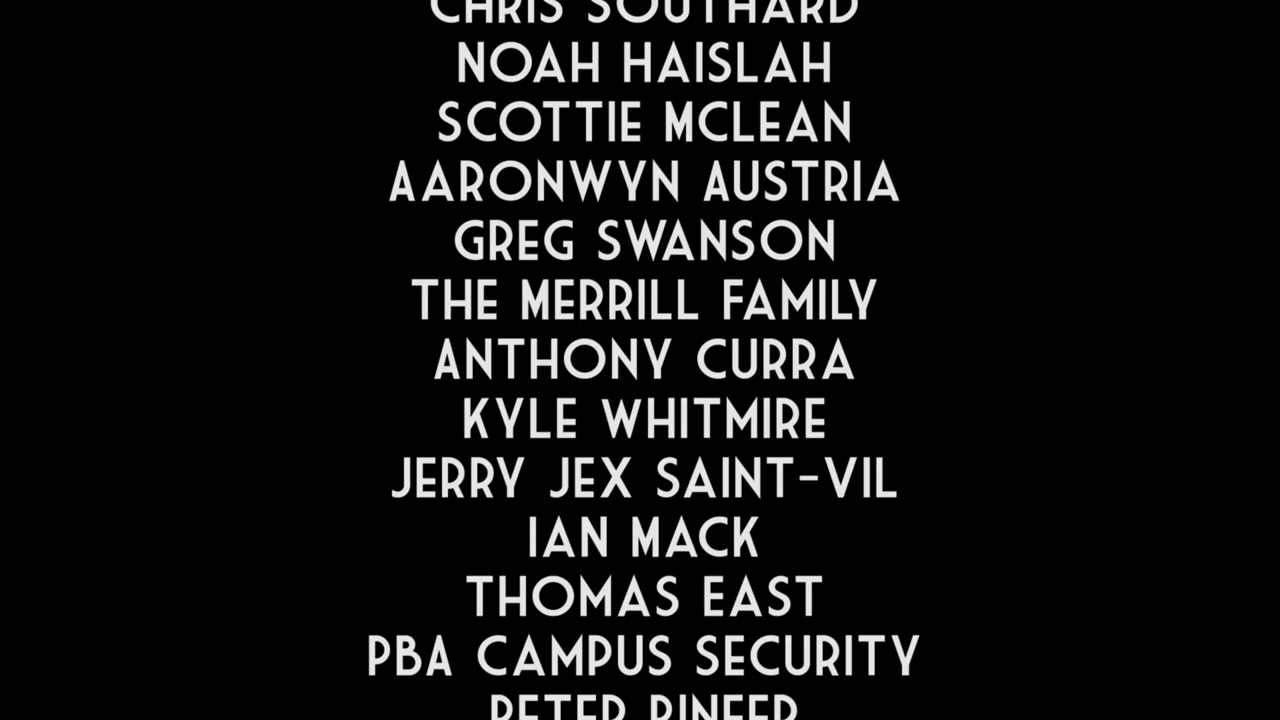 CHRIS SOUTHARD
NOAH HAISLAH
SCOTTIE MCLEAN
AARONWYN AUSTRIA
GREG SWANSON
THE MERRILL FAMILY
ANTHONY CURRA
KYLE WHITMIRE
JERRY JEX SAINT-VIL
IAN MACK
THOMAS EAST
PBA CAMPUS SECURITY
PETER